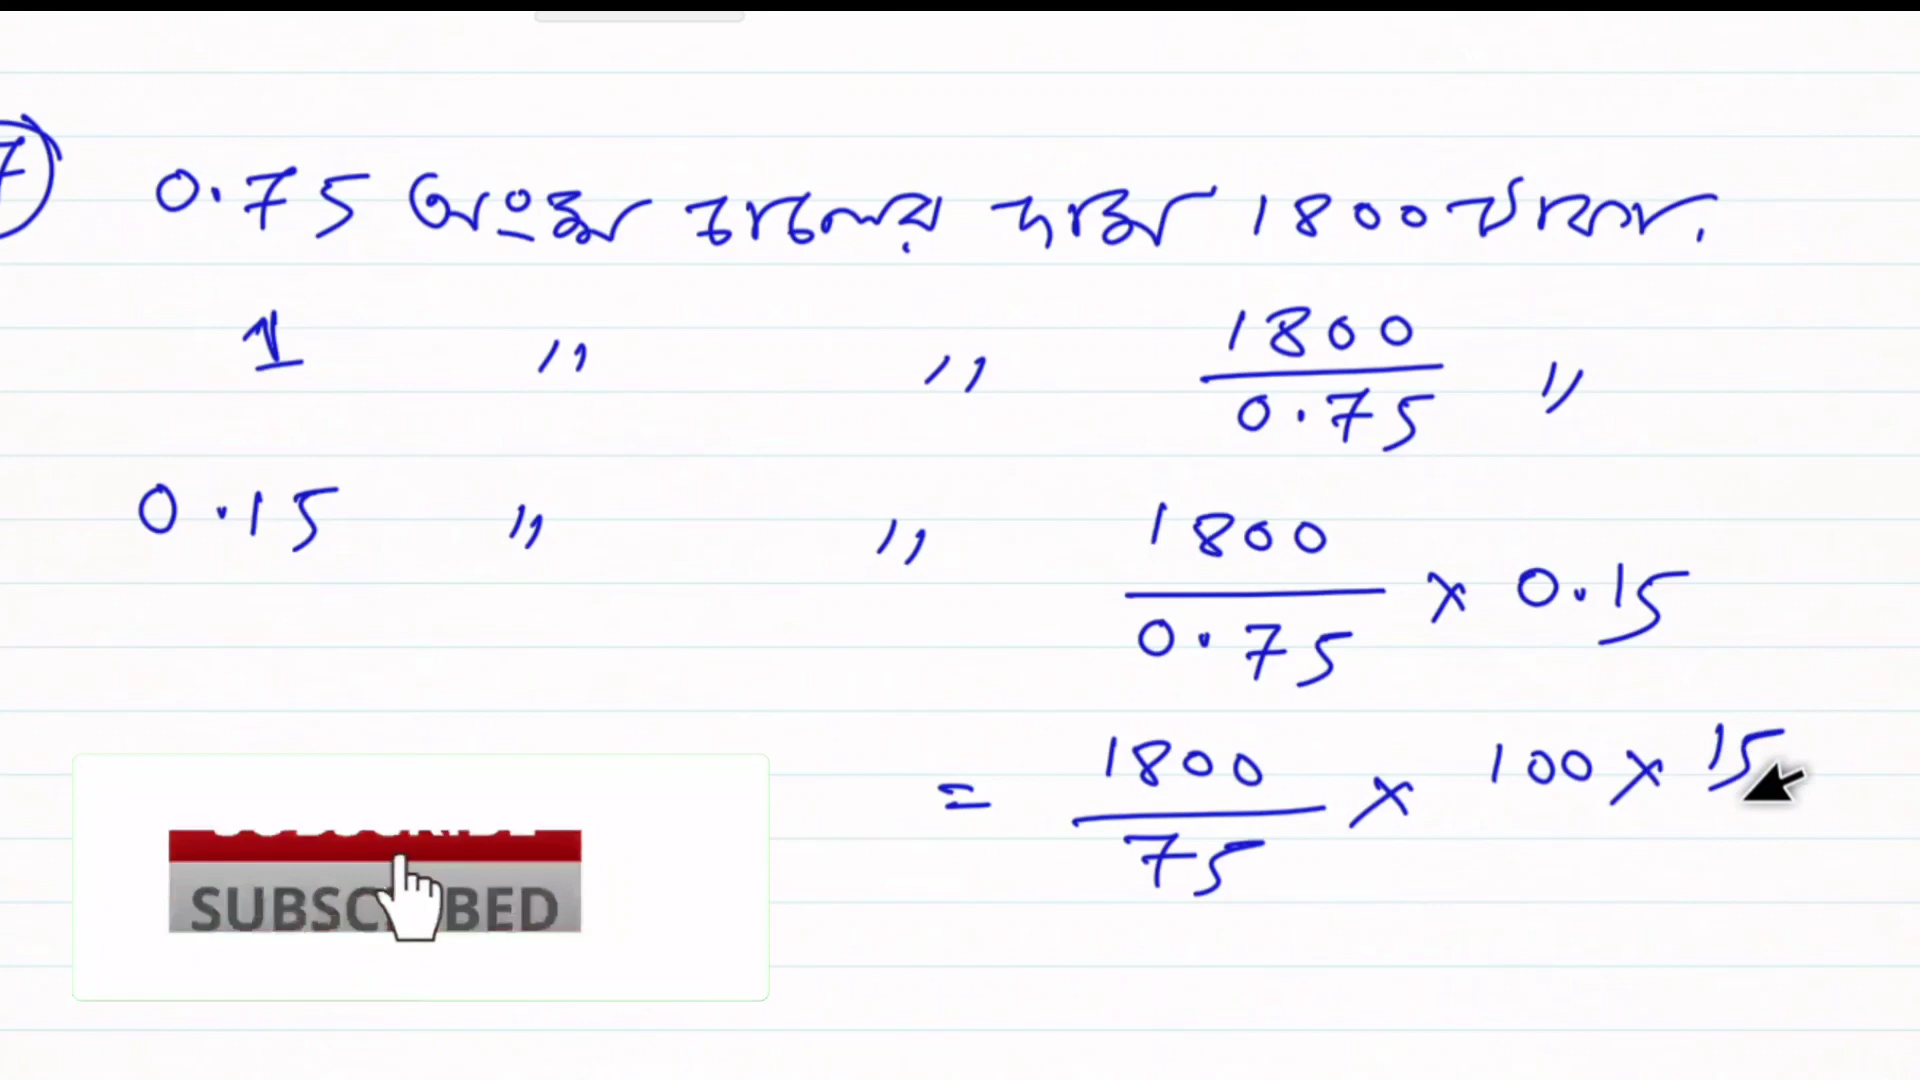 7
0.75 অংশের মূল্য 1800 টাকা.
1 ,, ,, 1800/0.75 ,,
0.15 ,, ,, 1800/0.75 × 0.15
= 1800/75 × 100 × 15
SUBSCRIBED